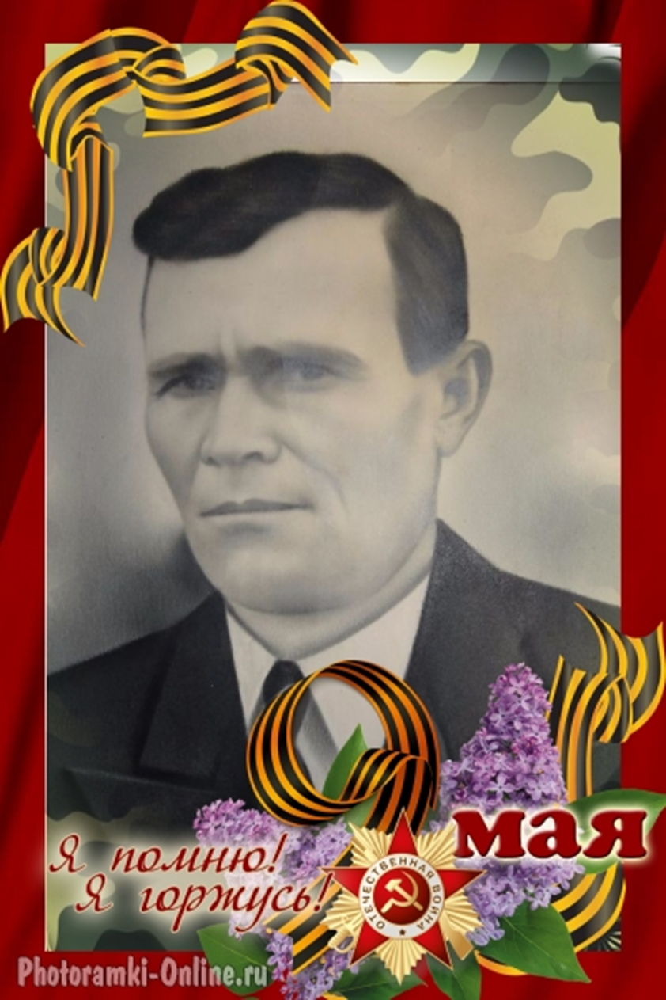 9 мая
Я помню!
Я горжусь!
ОТЕЧЕСТВЕННАЯ ВОЙНА
Photoramki-Online.ru